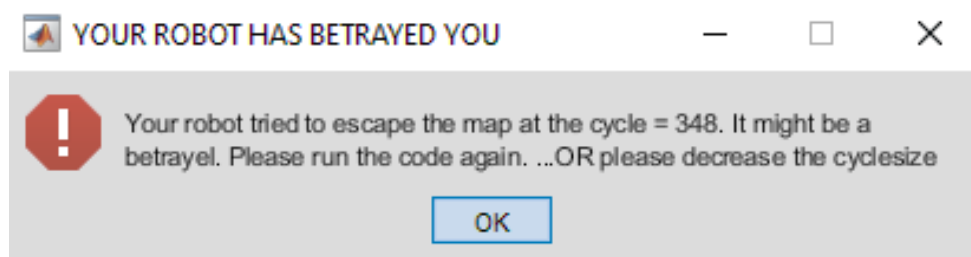 YOUR ROBOT HAS BETRAYED YOU
Your robot tried to escape the map at the cycle = 348. It might be a
betrayel. Please run the code again. ...OR please decrease the cyclesize
OK